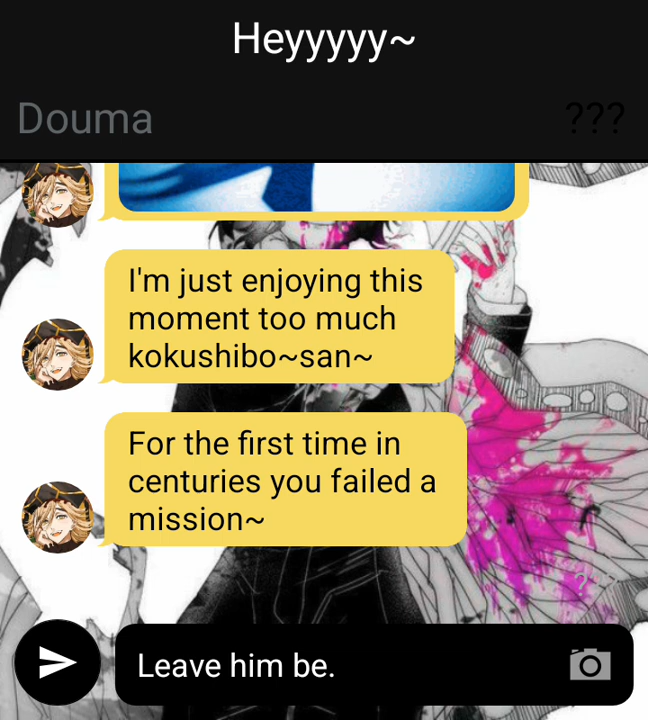 Heyyyyy~
Douma
???
I'm just enjoying this
moment too much
kokushibo~san~
For the first time in
centuries you failed a
mission~
?
Leave him be.